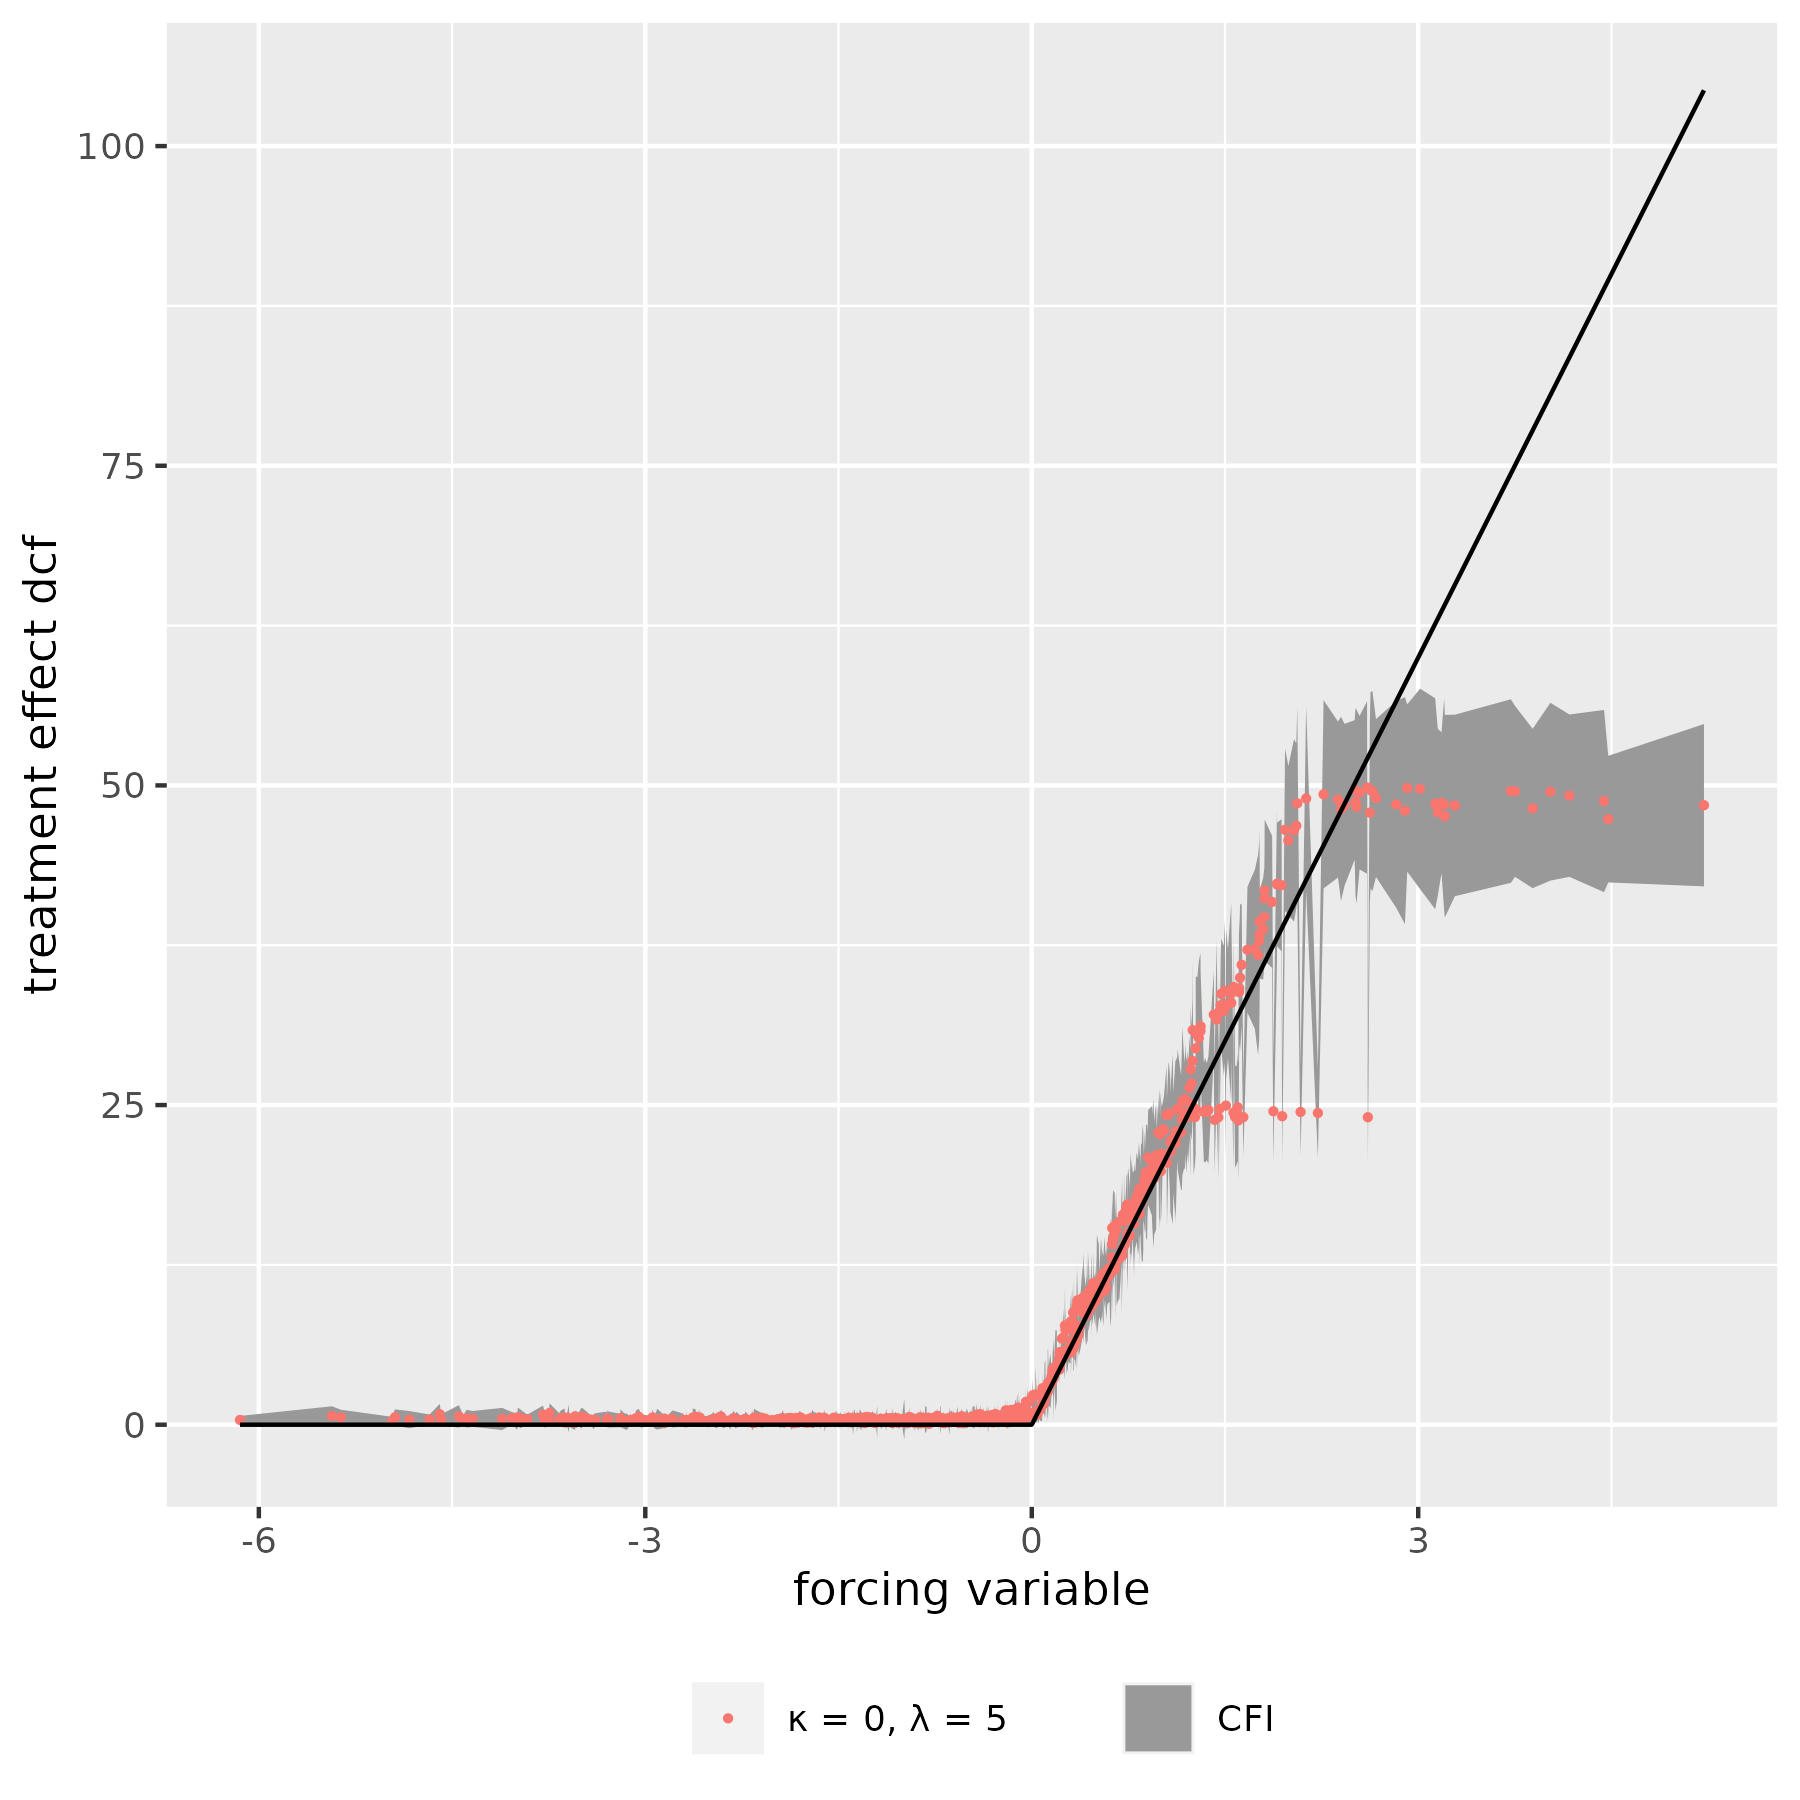 treatment effect dcf
100
75
50
25
0
-6 -3 0 3
forcing variable
κ = 0, λ = 5 CFI